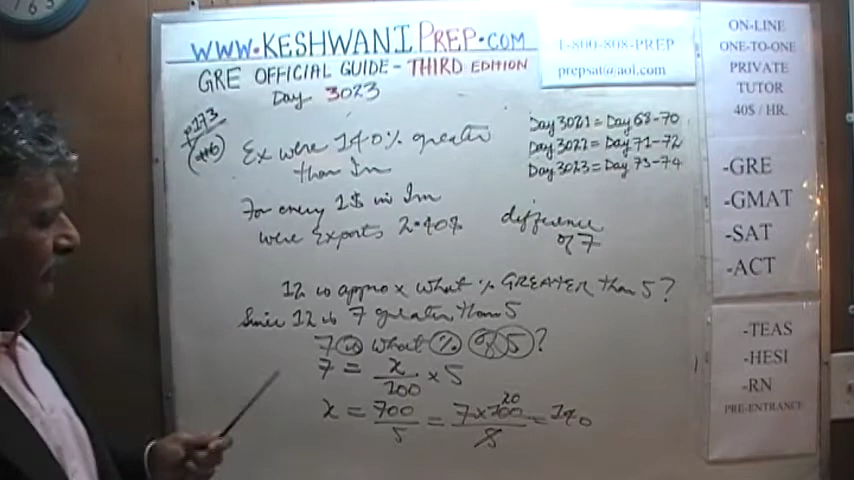 WWW.KESHWANIPREP.COM
GRE OFFICIAL GUIDE - THIRD EDITION
Day 3023
1-800-808-PREP
prepsat@aol.com
p273
(#6)
Ex were 140% greater
than Im
For every 1$ in Im
were Exports 2.40$
difference
of 7
Day 3021 = Day 68-70
Day 3022 = Day 71-72
Day 3023 = Day 73-74
12 is approx what % GREATER than 5?
Since 12 is 7 greater than 5
7 is what % of 5?
7 = x/100 × 5
x = 700/5 = 7×100/5 = 140
20
ON-LINE
ONE-TO-ONE
PRIVATE
TUTOR
40$ / HR.
-GRE
-GMAT
-SAT
-ACT
-TEAS
-HESI
-RN
PRE-ENTRANCE